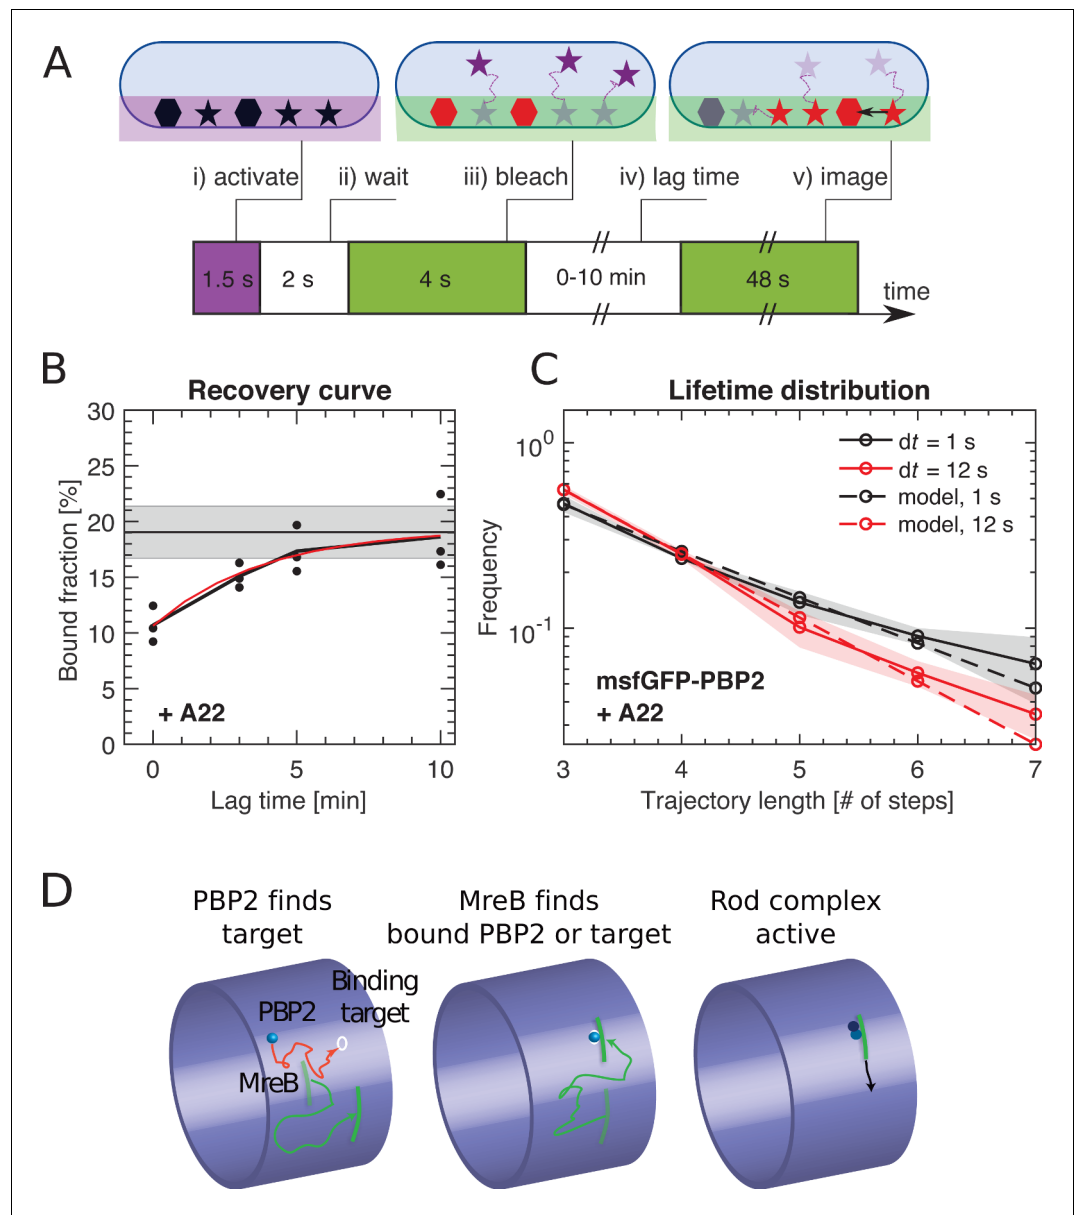 A
i) activate
ii) wait
iii) bleach
iv) lag time
v) image
1.5 s
2 s
4 s
0-10 min
48 s
time
B
Recovery curve
Bound fraction [%]
30
25
20
15
10
5
0
+ A22
0
5
10
Lag time [min]
C
Lifetime distribution
Frequency
10^0
10^-1
dt = 1 s
dt = 12 s
model, 1 s
model, 12 s
msfGFP-PBP2
+ A22
3
4
5
6
7
Trajectory length [# of steps]
D
PBP2 finds
target
MreB finds
bound PBP2 or target
Rod complex
active
Binding
target
PBP2
MreB